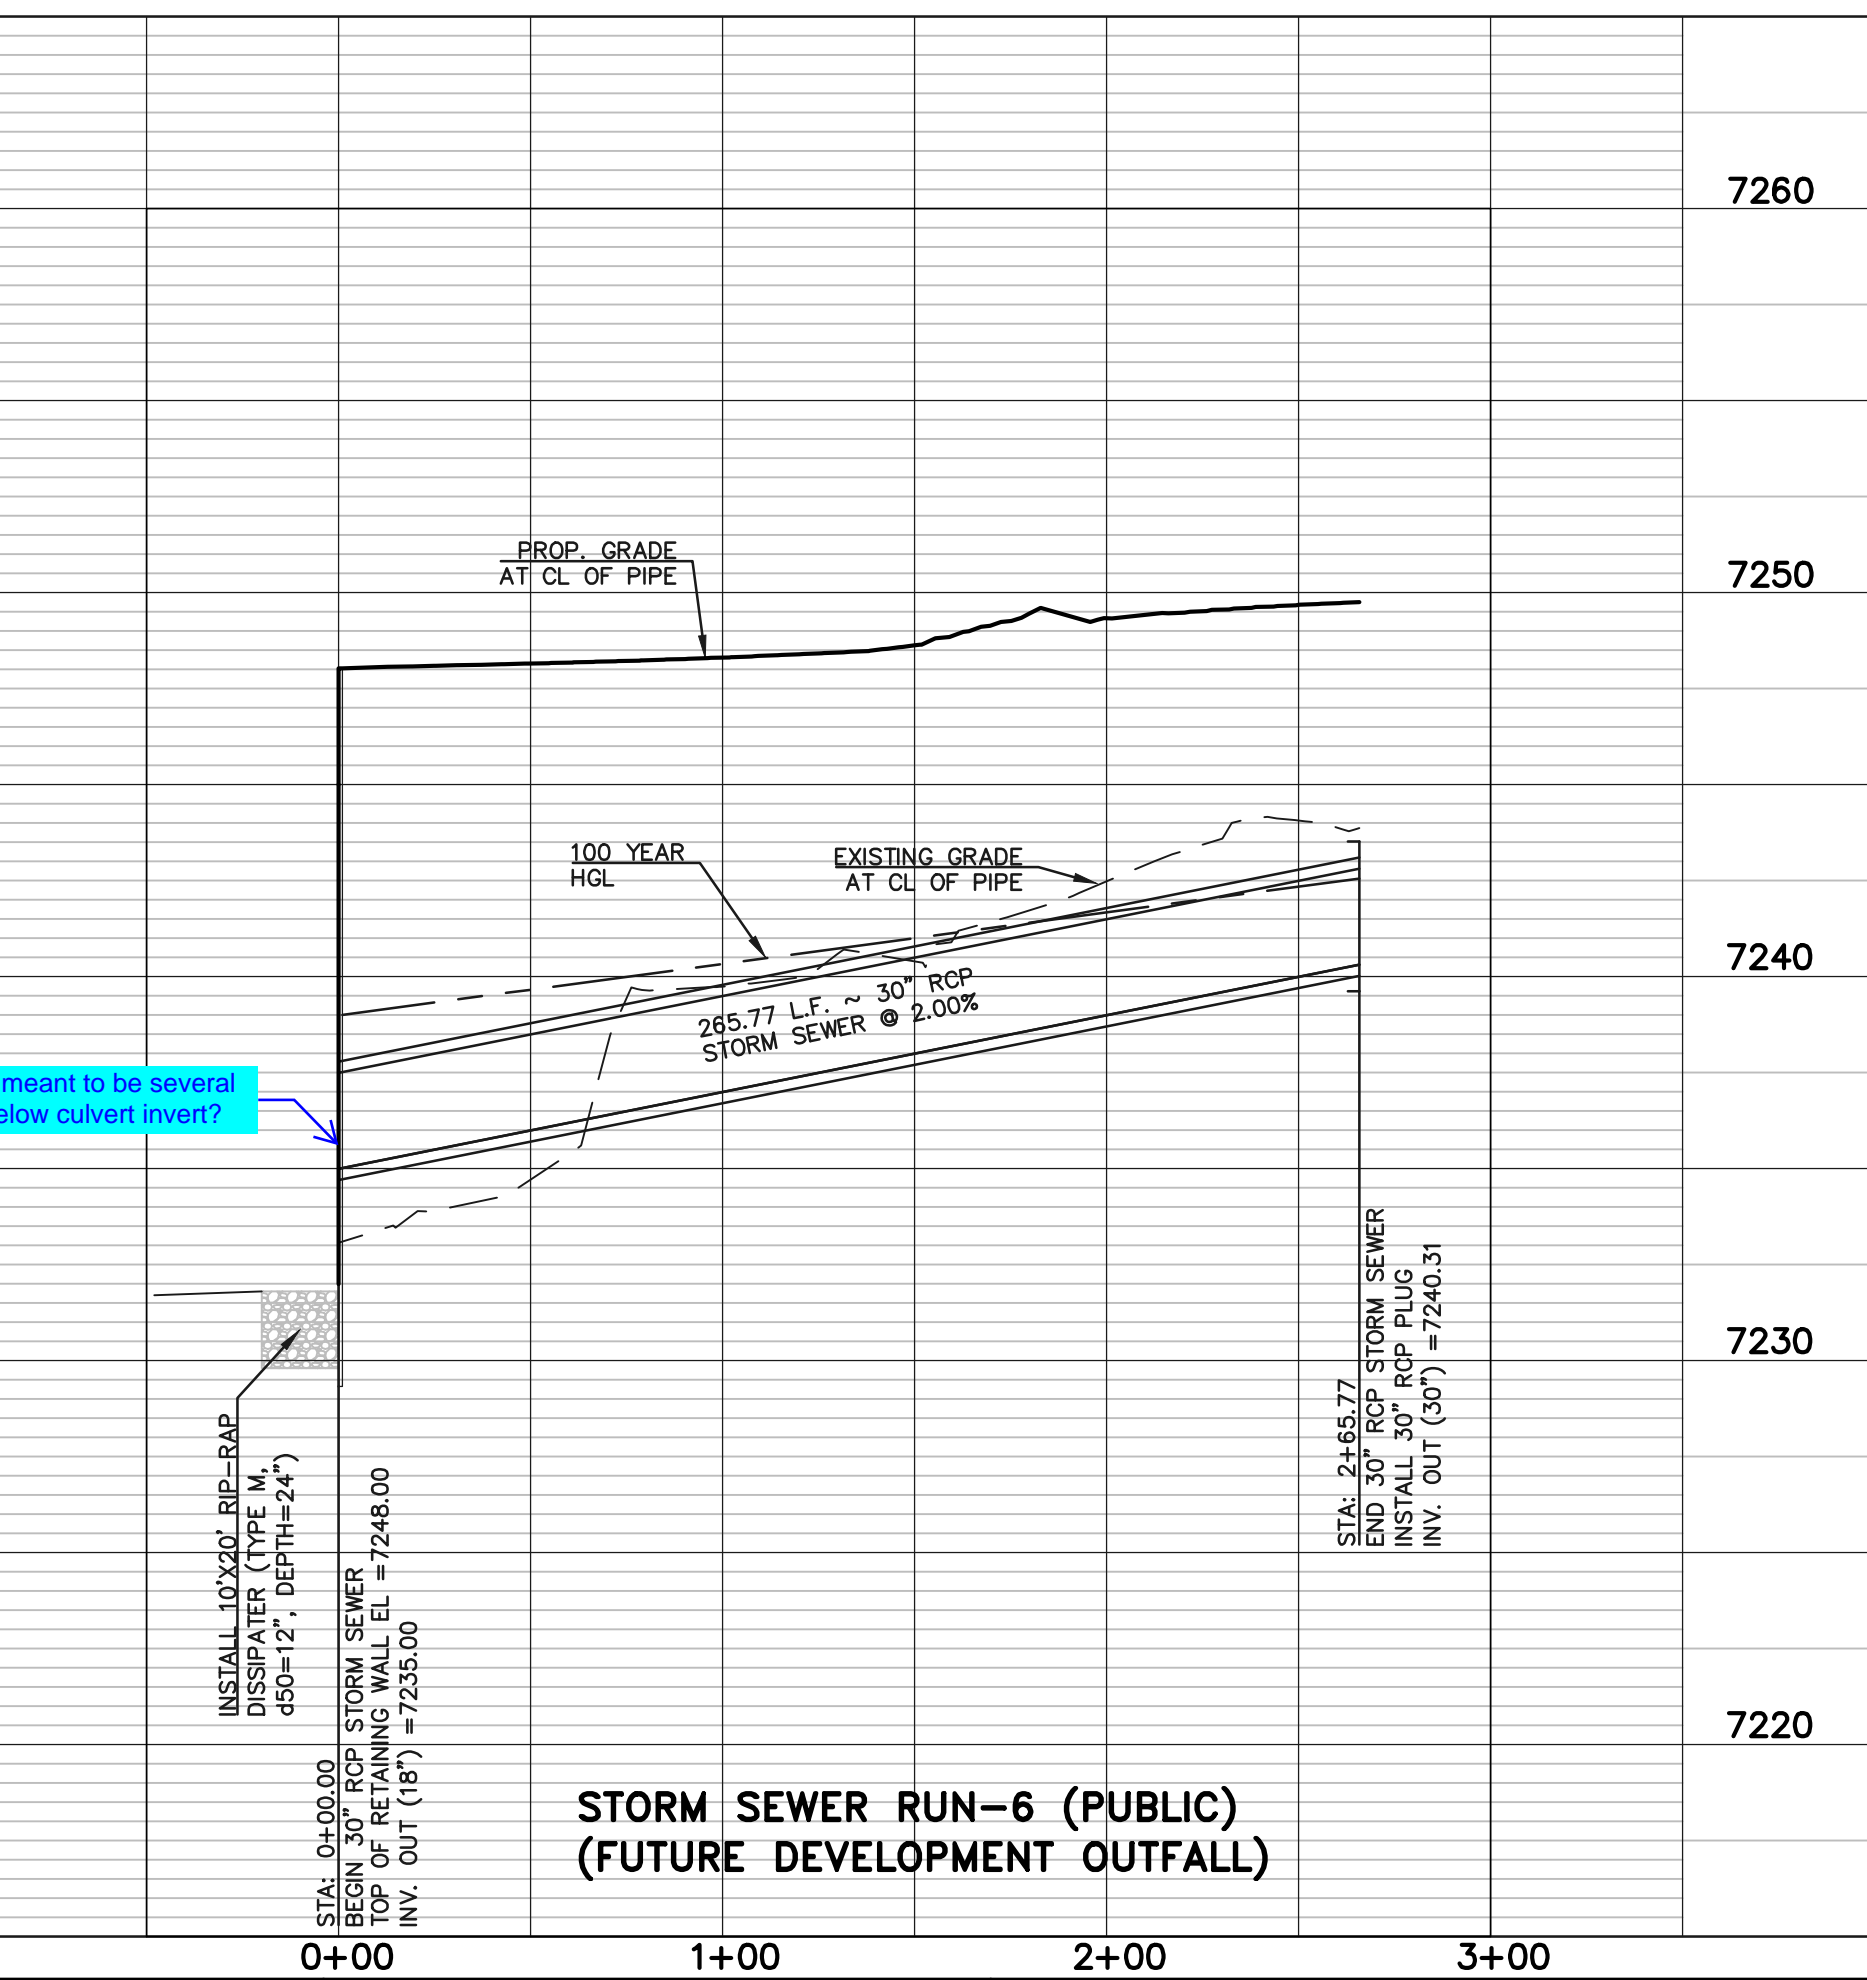 7260
PROP. GRADE
AT CL OF PIPE
7250
100 YEAR
HGL
EXISTING GRADE
AT CL OF PIPE
7240
265.77 L.F. ~ 30" RCP
STORM SEWER @ 2.00%
meant to be several
elow culvert invert?
7230
INSTALL 10'X20' RIP-RAP
DISSIPATER (TYPE M,
d50=12", DEPTH=24")
STA: 0+00.00
BEGIN 30" RCP STORM SEWER
TOP OF RETAINING WALL EL =7248.00
INV. OUT (18") =7235.00
STA: 2+65.77
END 30" RCP STORM SEWER
INSTALL 30" RCP PLUG
INV. OUT (30") =7240.31
7220
STORM SEWER RUN-6 (PUBLIC)
(FUTURE DEVELOPMENT OUTFALL)
0+00 1+00 2+00 3+00